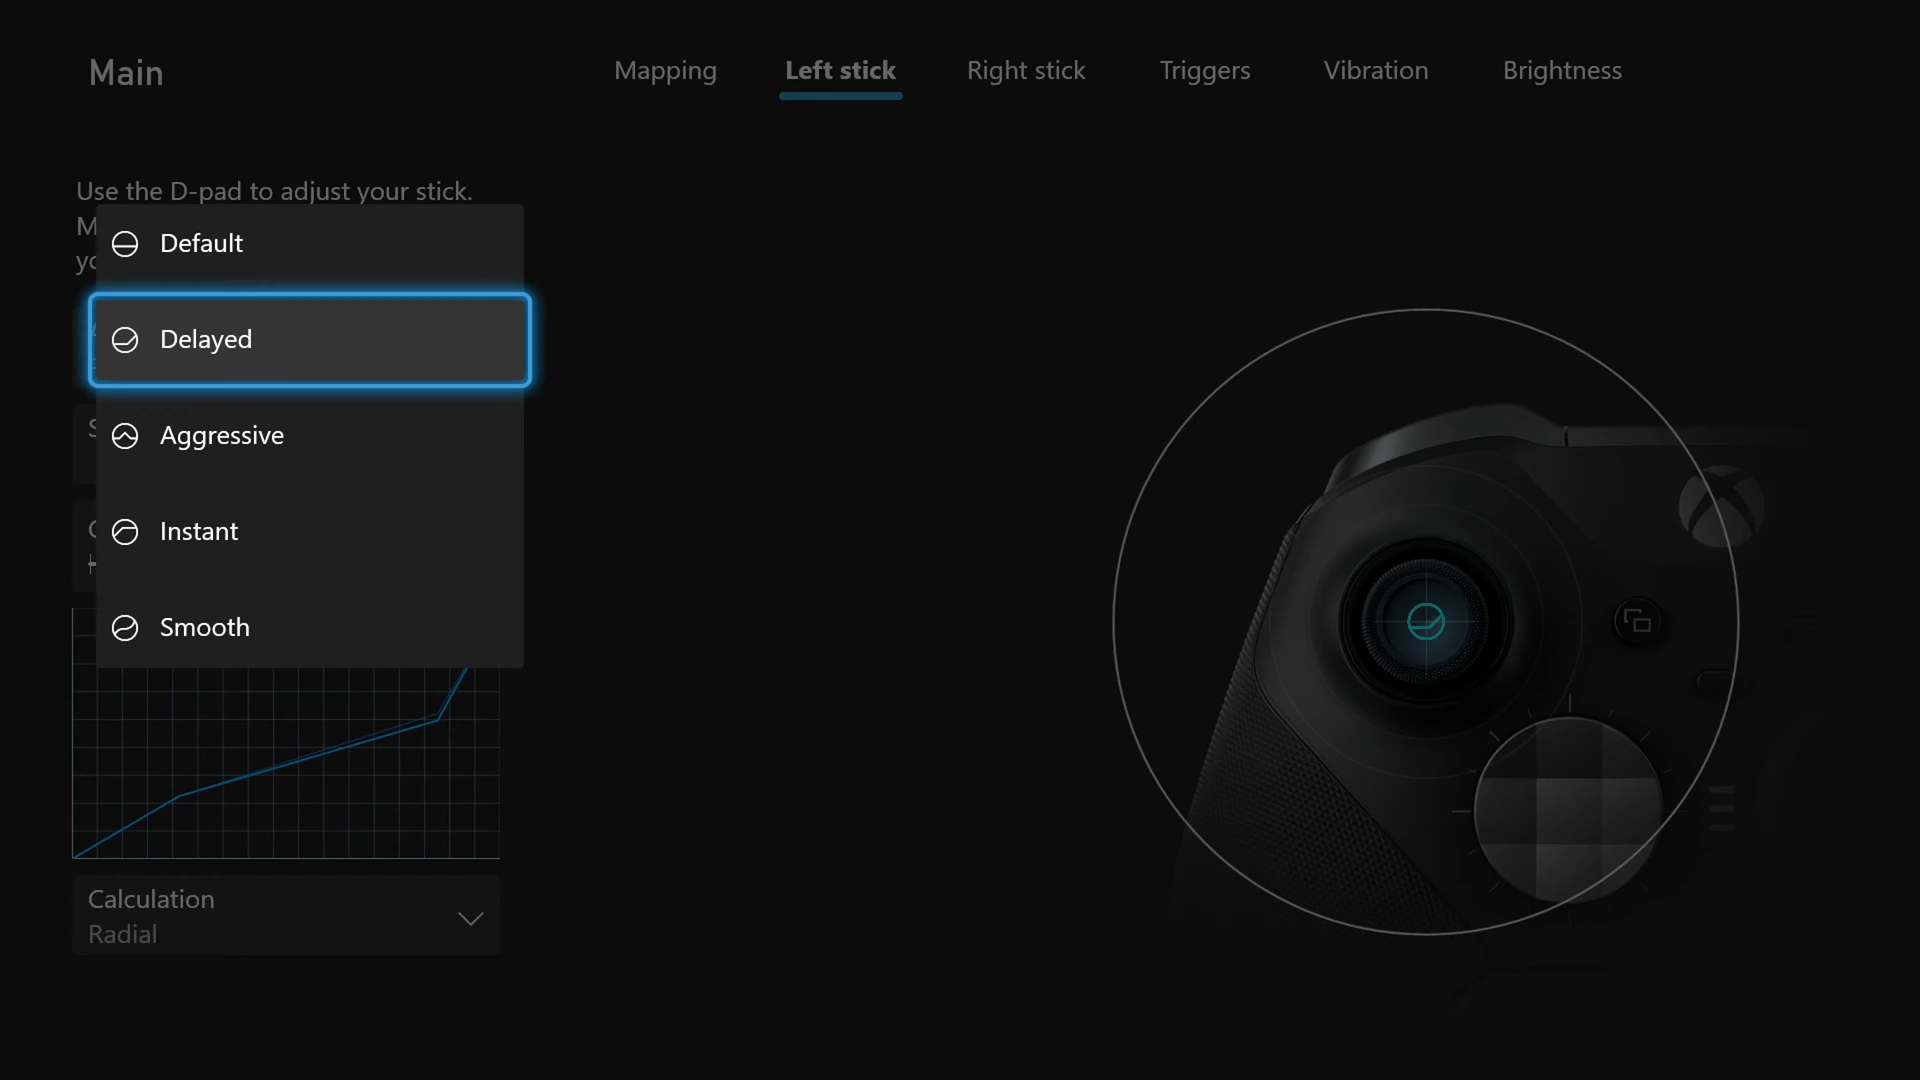 Main
Mapping
Left stick
Right stick
Triggers
Vibration
Brightness
Use the D-pad to adjust your stick.
Default
Delayed
Aggressive
Instant
Smooth
Calculation
Radial